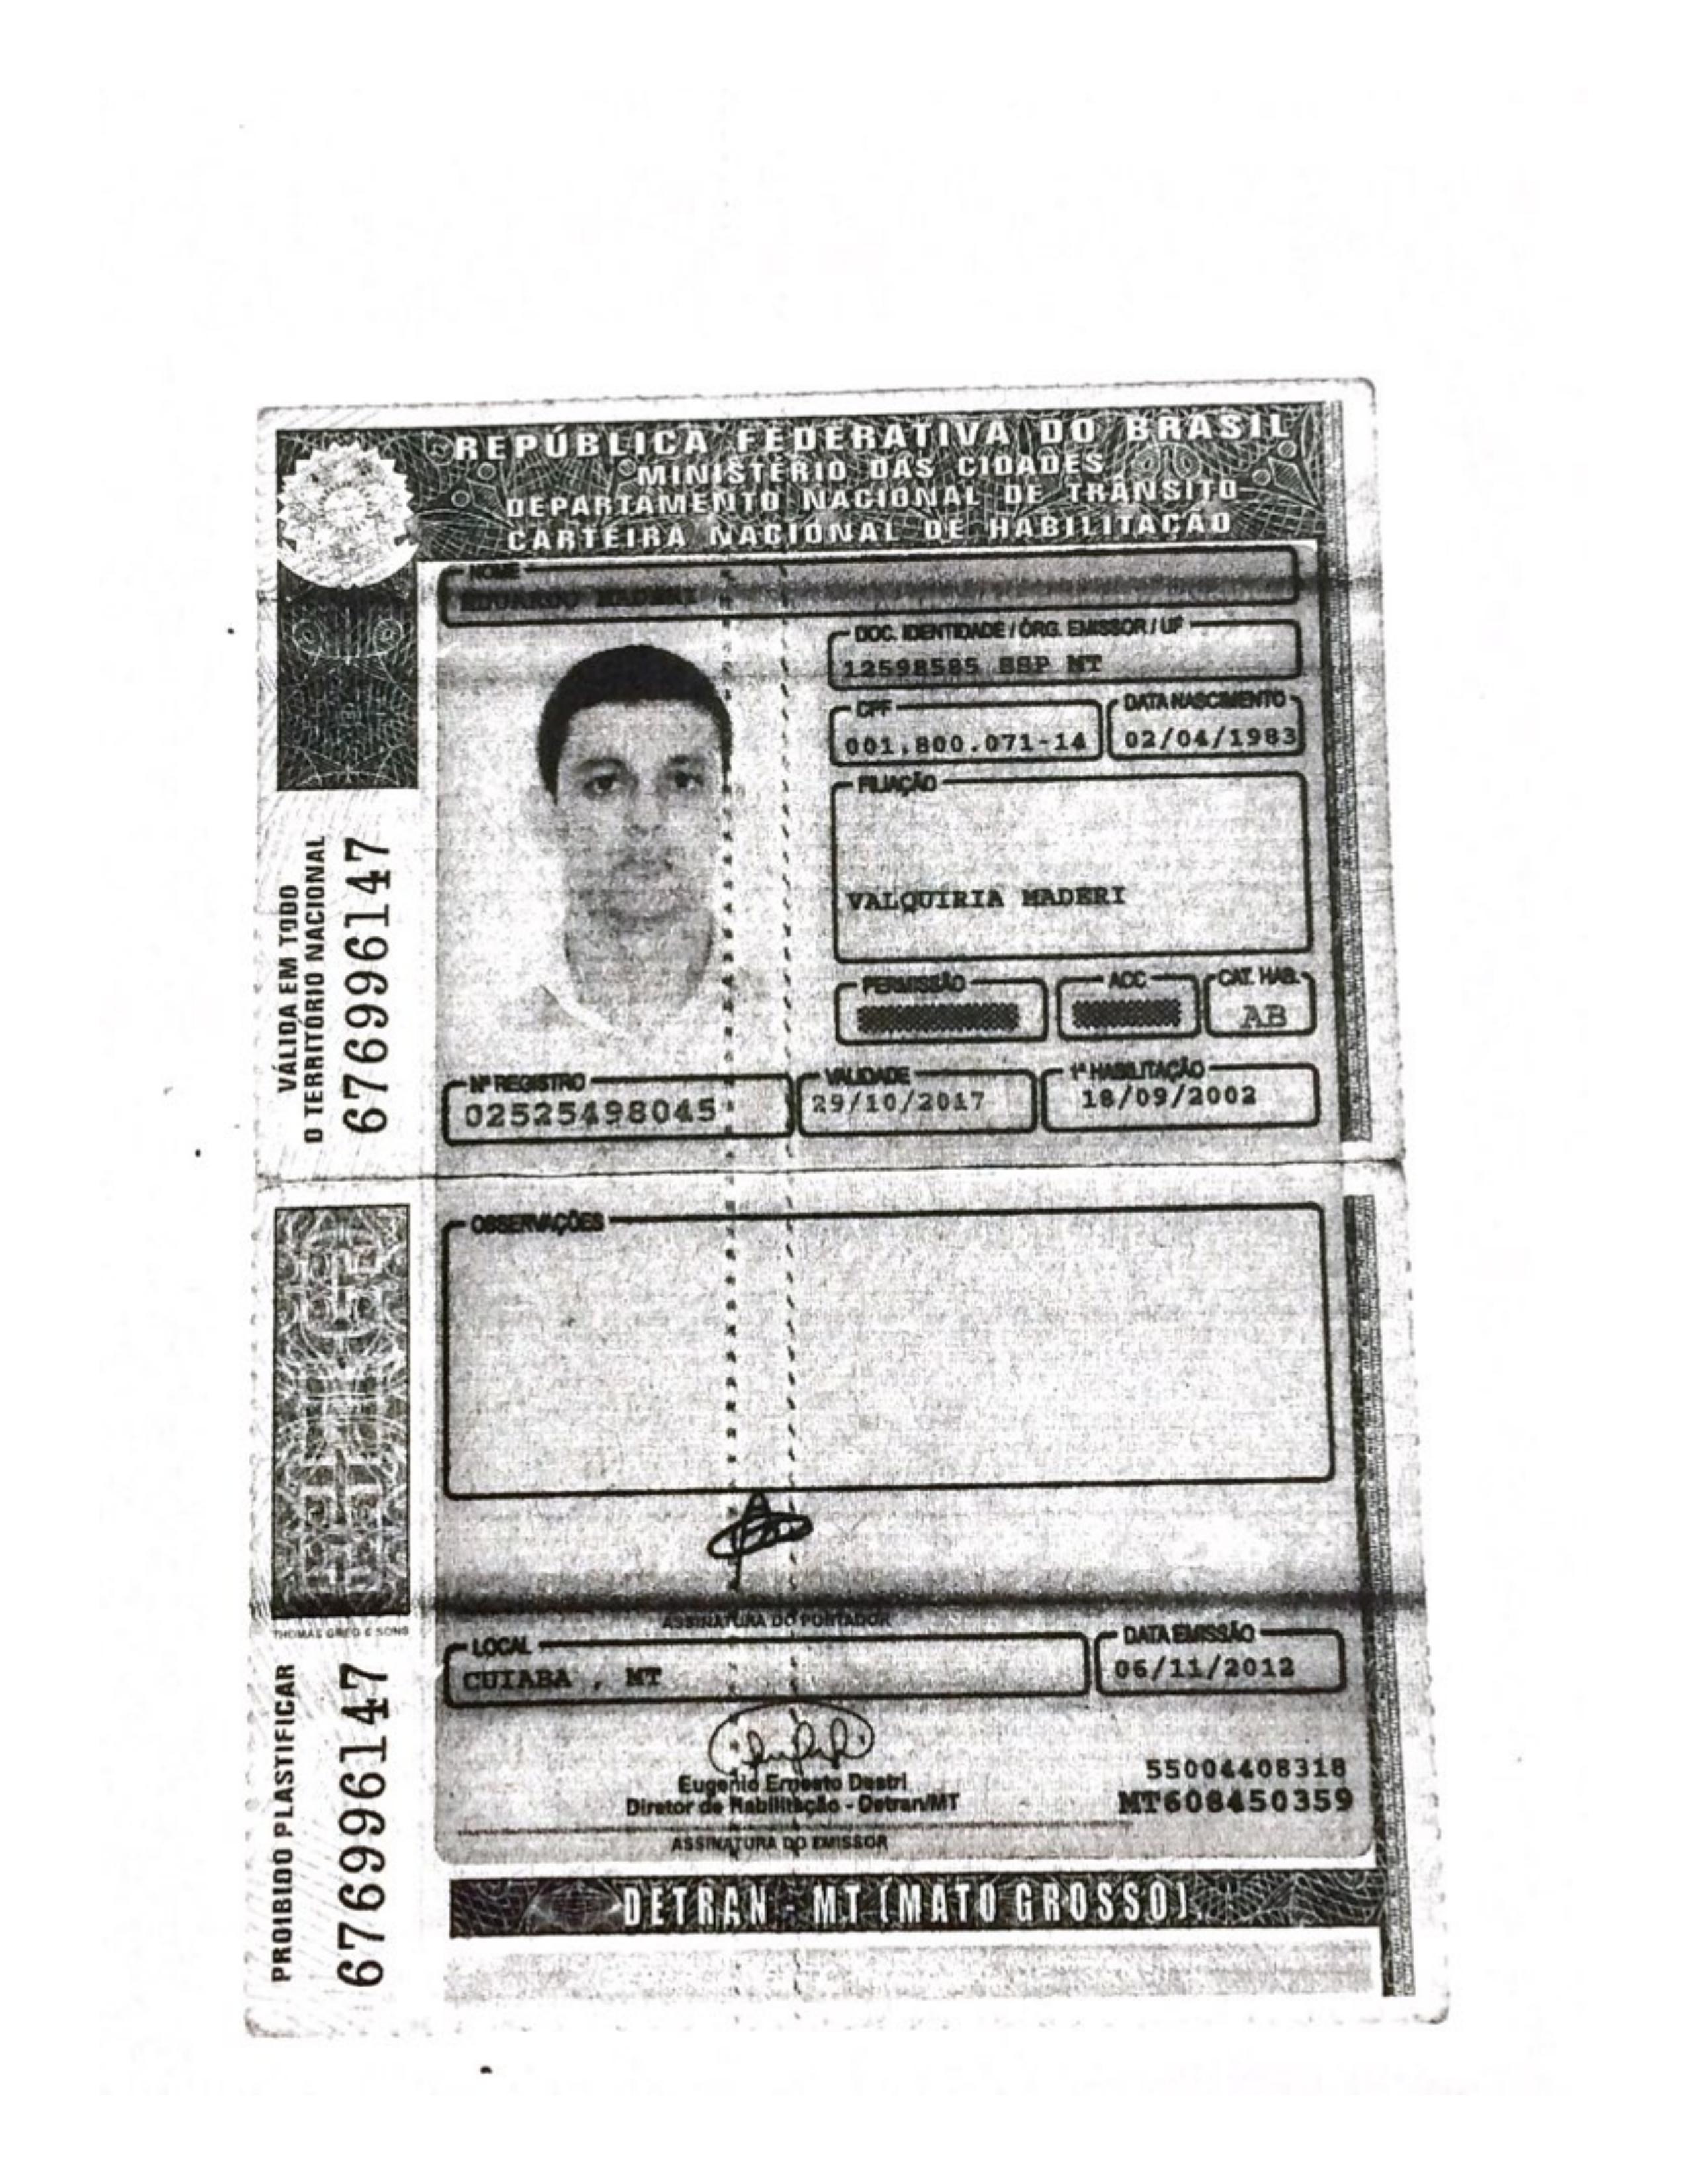 REPÚBLICA FEDERATIVA DO BRASIL
MINISTÉRIO DAS CIDADES
DEPARTAMENTO NACIONAL DE TRÂNSITO
CARTEIRA NACIONAL DE HABILITAÇÃO
NOME
EDUARDO MADERI
DOC. IDENTIDADE / ÓRG. EMISSOR / UF
12598585 SSP MT
CPF
001.800.071-14
DATA NASCIMENTO
02/04/1983
FILIAÇÃO
VALQUIRIA MADERI
PERMISSÃO
ACC
CAT. HAB.
AB
Nº REGISTRO
02525498045
VALIDADE
29/10/2017
1ª HABILITAÇÃO
18/09/2002
VÁLIDA EM TODO
O TERRITÓRIO NACIONAL
676996147
OBSERVAÇÕES
ASSINATURA DO PORTADOR
THOMAS GREG & SONS
LOCAL
CUIABA , MT
DATA EMISSÃO
06/11/2012
Eugenio Ernesto Destri
Diretor de Habilitação - Detran/MT
ASSINATURA DO EMISSOR
55004408318
MT608450359
PROIBIDO PLASTIFICAR
676996147
DETRAN - MT (MATO GROSSO)